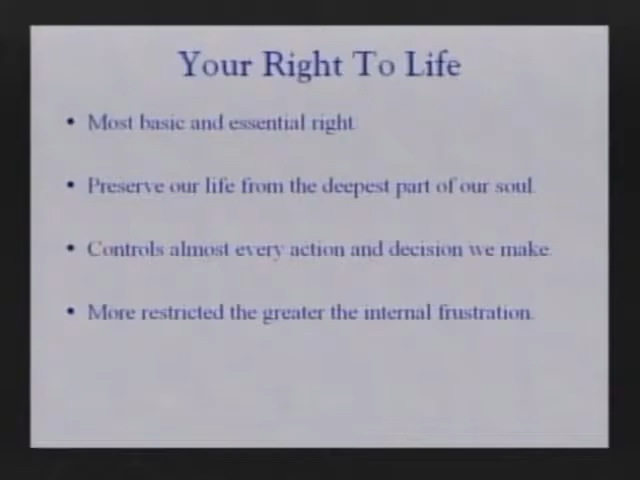 Your Right To Life
• Most basic and essential right.
• Preserve our life from the deepest part of our soul.
• Controls almost every action and decision we make.
• More restricted the greater the internal frustration.